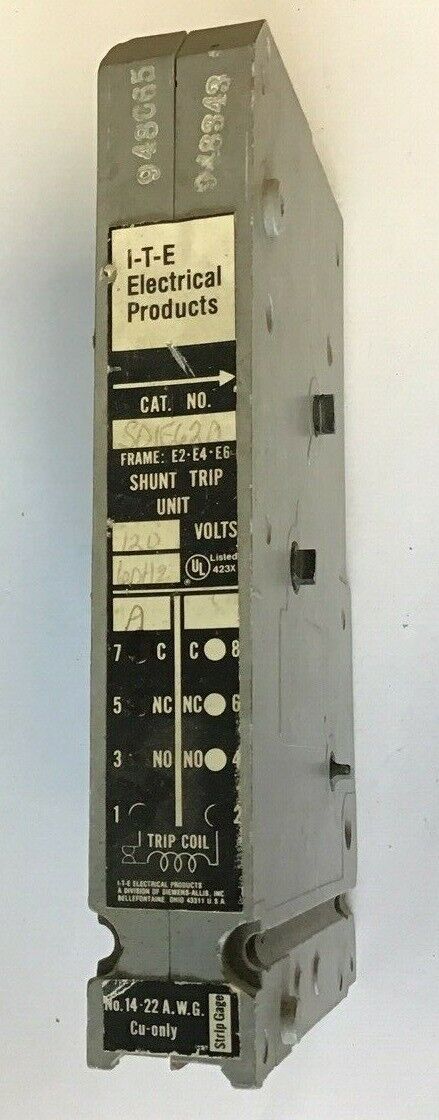 948C65
948343
I-T-E
Electrical
Products
CAT. NO.
FRAME: E2-E4-E6
SHUNT TRIP
UNIT
120 VOLTS
60Hz UL Listed
423X
A
7 C C 8
5 NC NC 6
3 NO NO 4
1 2
TRIP COIL
I-T-E ELECTRICAL PRODUCTS
A DIVISION OF SIEMENS-ALLIS, INC
BELLEFONTAINE OHIO 43311 U S A
No. 14-22 A.W.G.
Cu-only
Strip Gage